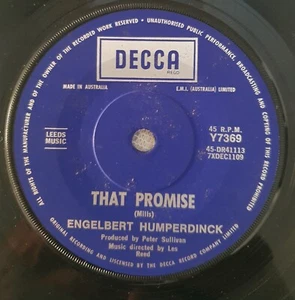 ALL RIGHTS OF THE MANUFACTURER AND OF THE OWNER OF THE RECORDED WORK RESERVED • UNAUTHORISED PUBLIC PERFORMANCE, BROADCASTING AND COPYING OF THIS RECORD PROHIBITED
DECCA
MADE IN AUSTRALIA
E.M.I. (AUSTRALIA) LIMITED
45 R.P.M.
Y7369
45-DR41113
7XDEC1109
LEEDS
MUSIC
THAT PROMISE
(Mills)
ENGELBERT HUMPERDINCK
Produced by Peter Sullivan
Music directed by Les
Reed
ORIGINAL RECORDING IS OWNED BY THE DECCA RECORD COMPANY LIMITED